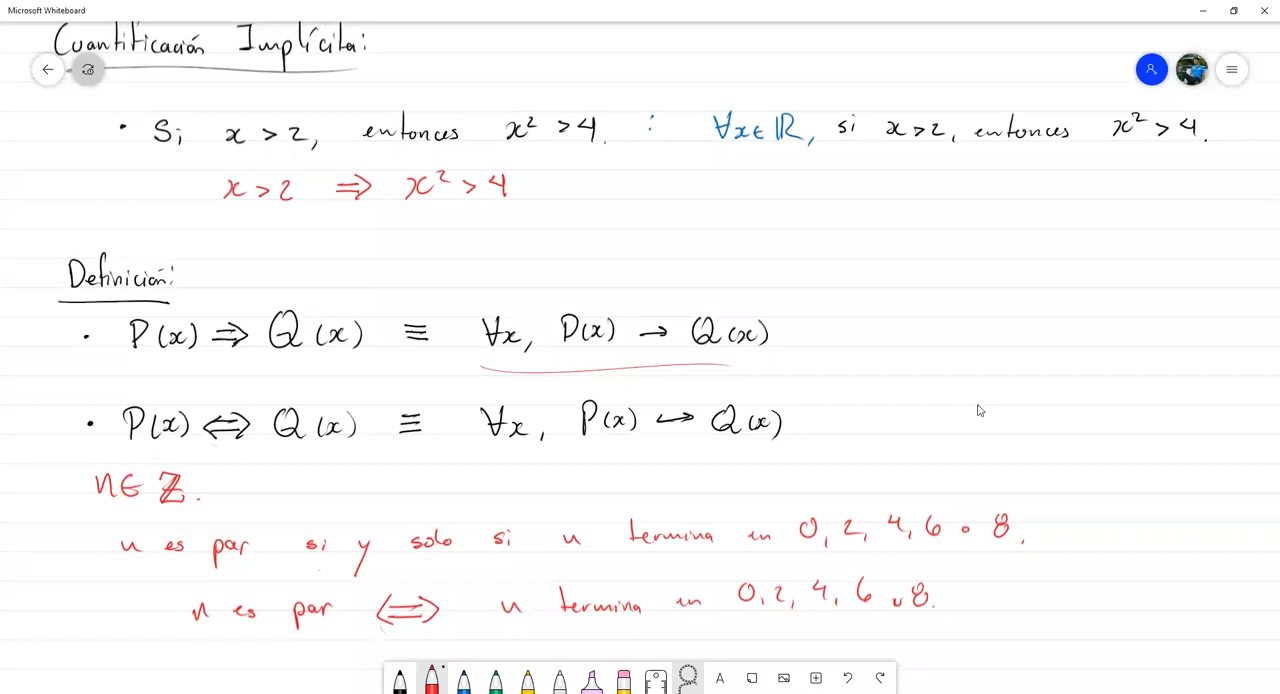 Microsoft Whiteboard
Cuantificación Implícita:
• Si x > 2, entonces x² > 4. : ∀x∈ℝ, si x>2, entonces x² > 4.
x > 2 ⟹ x² > 4
Definición:
• P(x) ⟹ Q(x) ≡ ∀x, P(x) → Q(x)
• P(x) ⟺ Q(x) ≡ ∀x, P(x) ↔ Q(x)
n∈ ℤ.
n es par si y solo si n termina en 0, 2, 4, 6 o 8.
n es par ⟺ n termina en 0, 2, 4, 6 u 8.
A